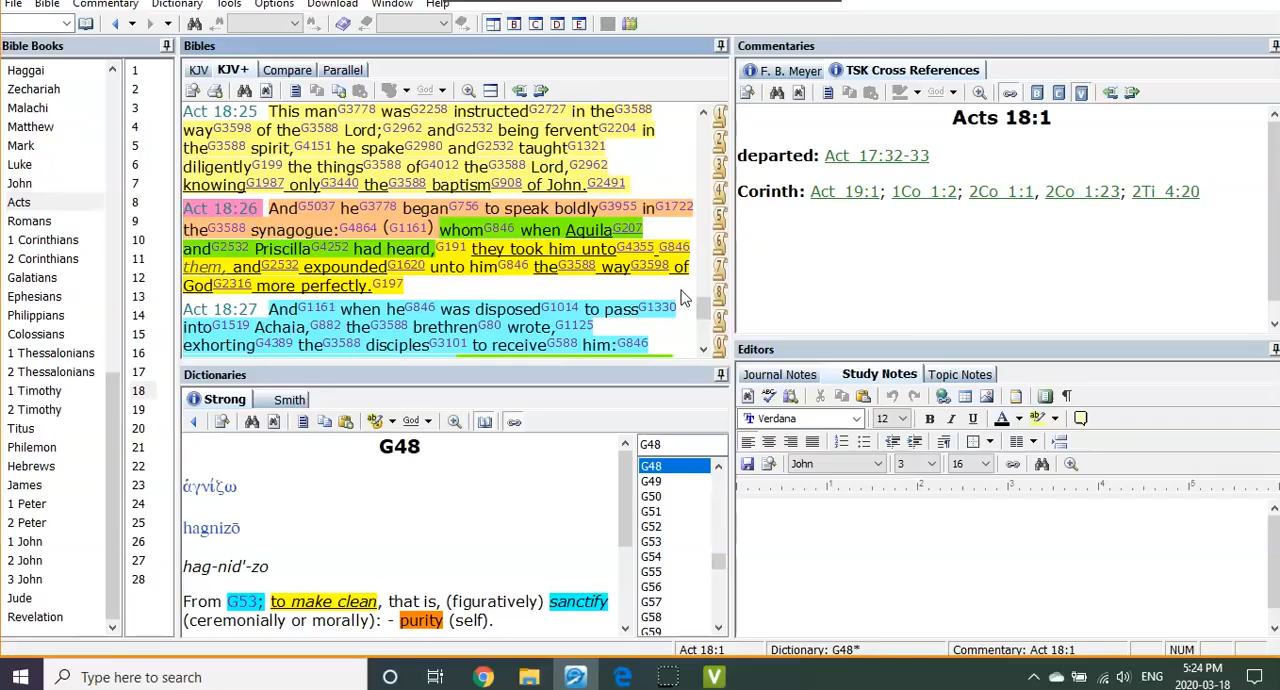 File Bible Commentary Dictionary Tools Options Download Window Help
Bible Books
Bibles
Commentaries
Haggai
Zechariah
Malachi
Matthew
Mark
Luke
John
Acts
Romans
1 Corinthians
2 Corinthians
Galatians
Ephesians
Philippians
Colossians
1 Thessalonians
2 Thessalonians
1 Timothy
2 Timothy
Titus
Philemon
Hebrews
James
1 Peter
2 Peter
1 John
2 John
3 John
Jude
Revelation
1
2
3
4
5
6
7
8
9
10
11
12
13
14
15
16
17
18
19
20
21
22
23
24
25
26
27
28
KJV KJV+ Compare Parallel
God
Act 18:25 This manG3778 wasG2258 instructedG2727 in theG3588
wayG3598 of theG3588 Lord;G2962 andG2532 being ferventG2204 in
theG3588 spirit,G4151 he spakeG2980 andG2532 taughtG1321
diligentlyG199 the thingsG3588 ofG4012 theG3588 Lord,G2962
knowingG1987 onlyG3440 theG3588 baptismG908 of John.G2491
Act 18:26 AndG5037 heG3778 beganG756 to speak boldlyG3955 inG1722
theG3588 synagogue:G4864 (G1161) whomG846 when AquilaG207
andG2532 PriscillaG4252 had heard,G191 they took him untoG4355 G846
them, andG2532 expoundedG1620 unto himG846 theG3588 wayG3598 of
GodG2316 more perfectly.G197
Act 18:27 AndG1161 when heG846 was disposedG1014 to passG1330
intoG1519 Achaia,G882 theG3588 brethrenG80 wrote,G1125
exhortingG4389 theG3588 disciplesG3101 to receiveG588 him:G846
F. B. Meyer TSK Cross References
God
Acts 18:1
departed: Act_17:32-33
Corinth: Act_19:1; 1Co_1:2; 2Co_1:1, 2Co_1:23; 2Ti_4:20
Dictionaries
Strong Smith
God
G48
ἁγνίζω
hagnizō
hag-nid'-zo
From G53; to make clean, that is, (figuratively) sanctify
(ceremonially or morally): - purity (self).
G48
G48
G49
G50
G51
G52
G53
G54
G55
G56
G57
G58
G59
Editors
Journal Notes Study Notes Topic Notes
Verdana 12 B I U A
John 3 16
1 2 3 4 5
Act 18:1 Dictionary: G48* Commentary: Act 18:1 NUM
Type here to search
ENG
5:24 PM
2020-03-18